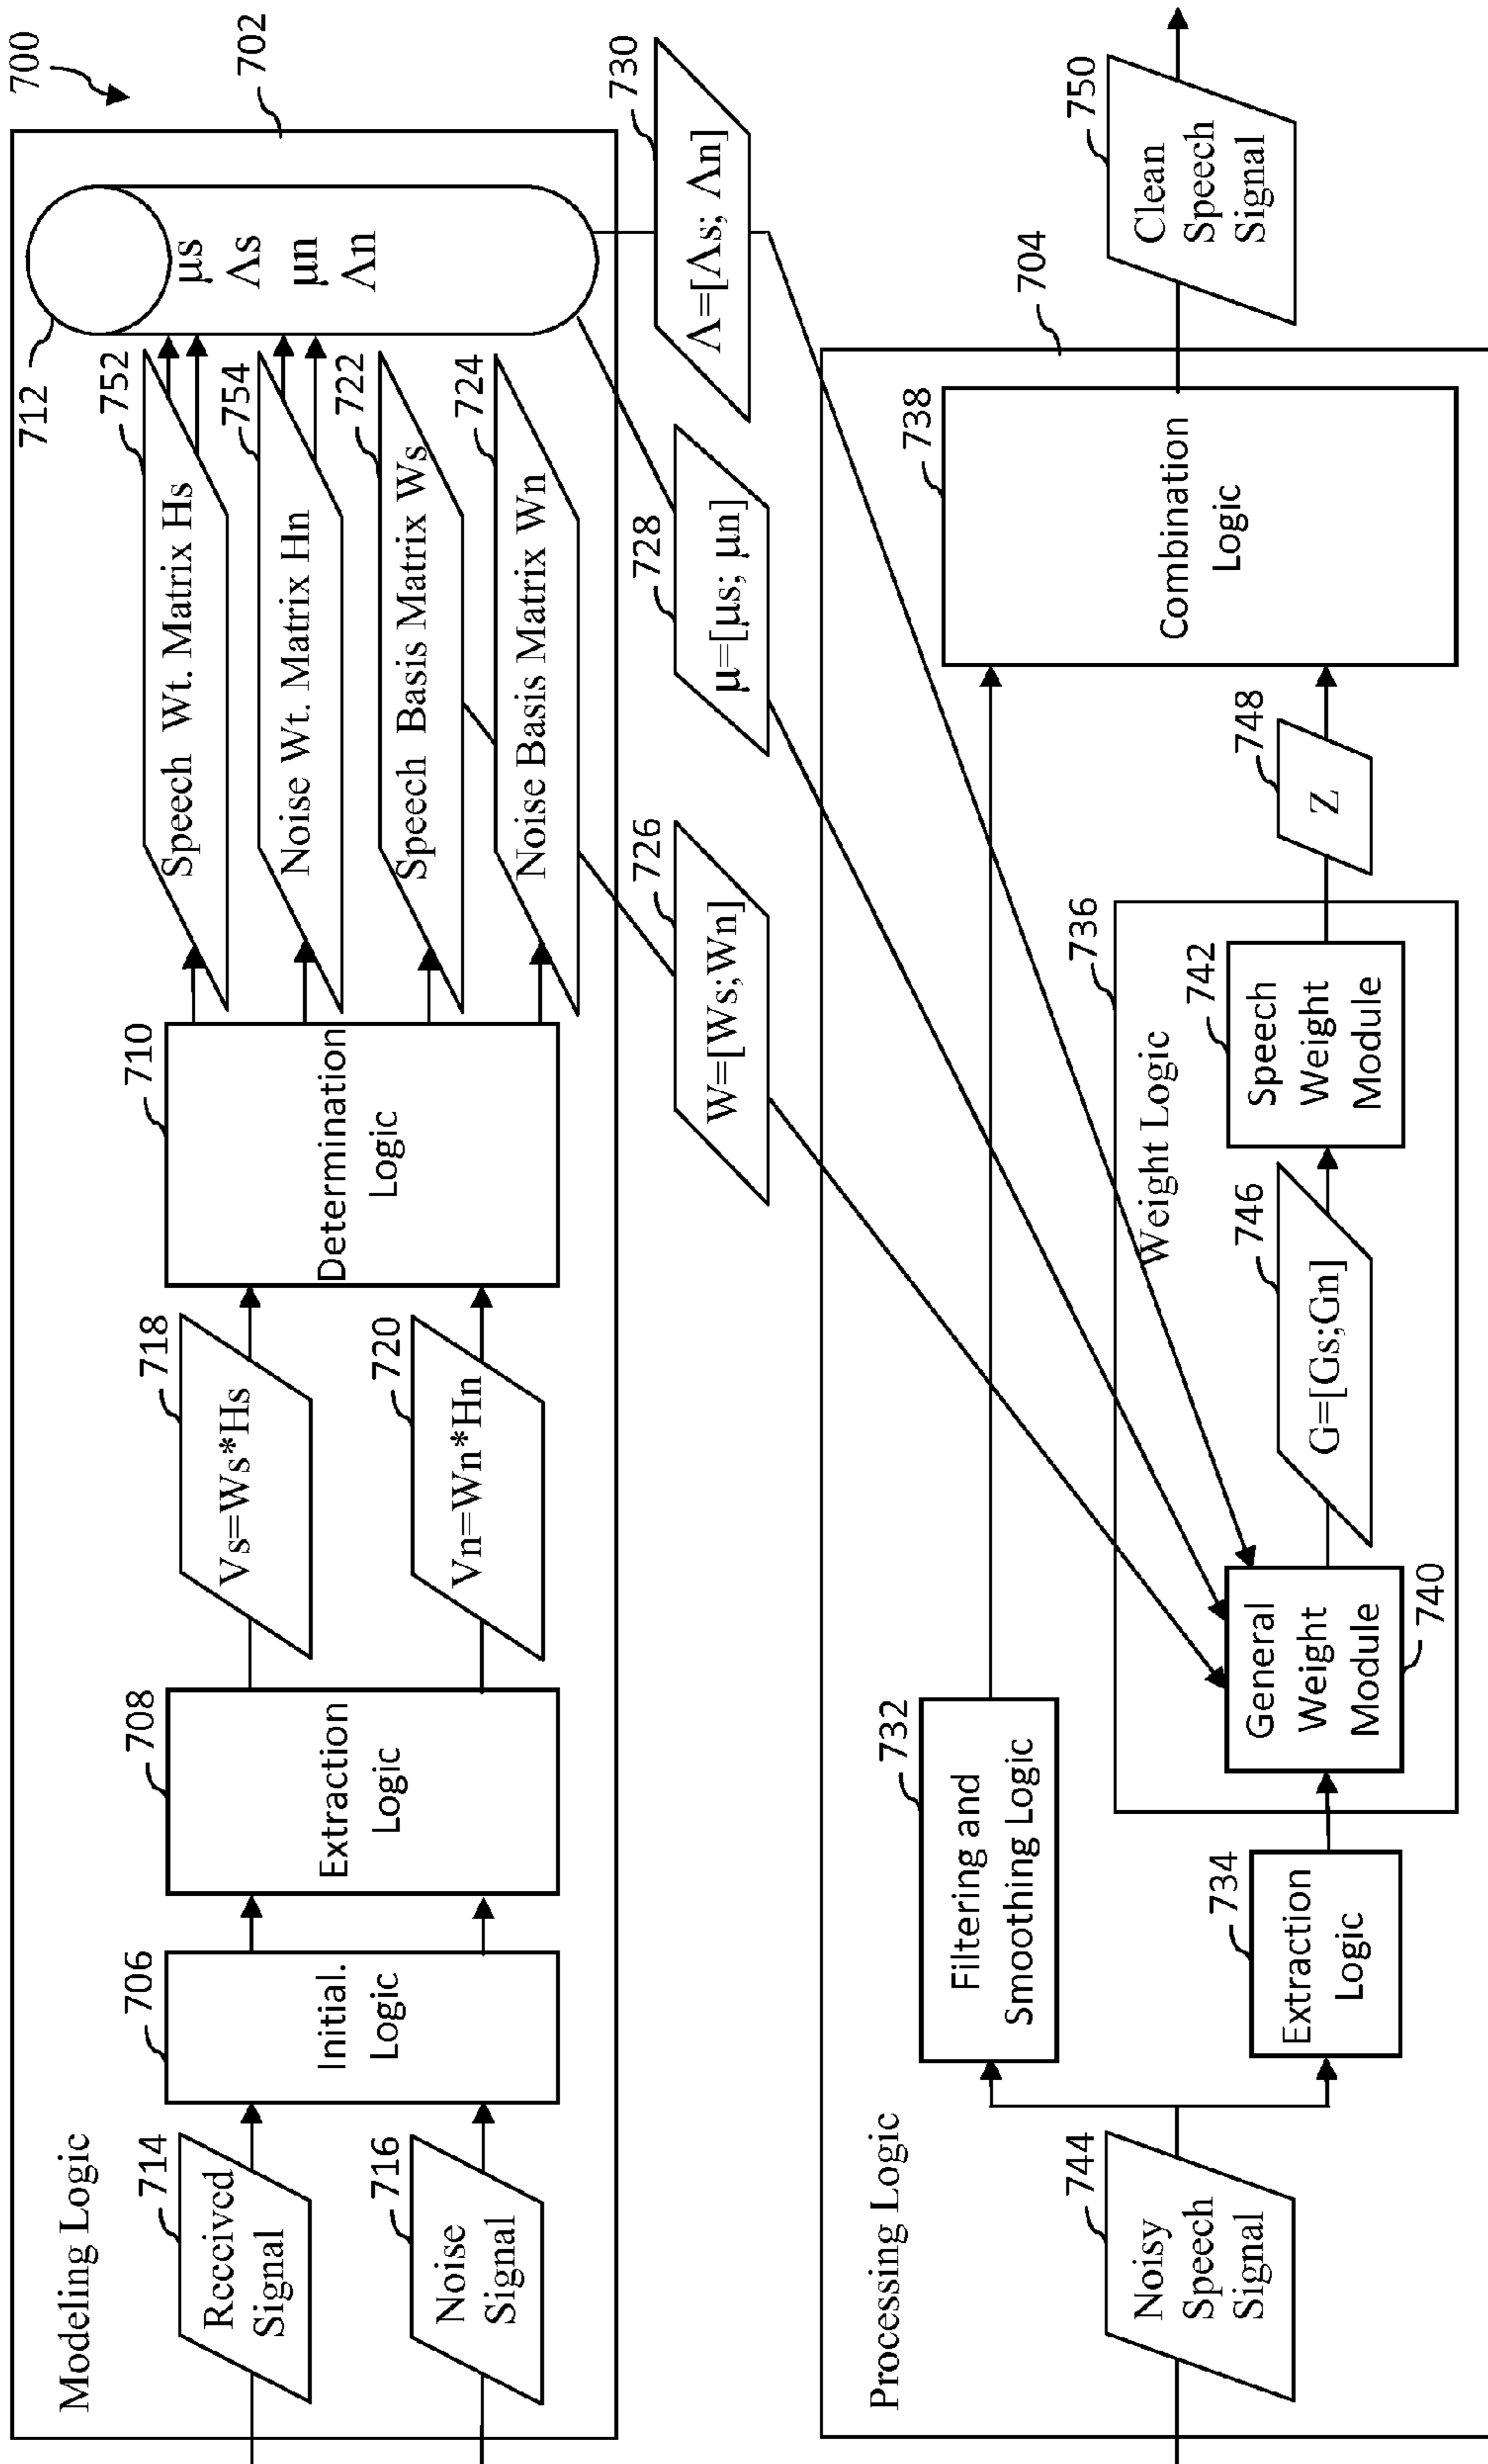 700
Modeling Logic
702
714
Received
Signal
716
Noise
Signal
706
Initial.
Logic
708
Extraction
Logic
718
Vs=Ws*Hs
720
Vn=Wn*Hn
710
Determination
Logic
752
Speech Wt. Matrix Hs
754
Noise Wt. Matrix Hn
722
Speech Basis Matrix Ws
724
Noise Basis Matrix Wn
712
μs
Λs
μn
Λn
726
W=[Ws;Wn]
728
μ=[μs; μn]
730
Λ=[Λs; Λn]
Processing Logic
704
744
Noisy
Speech
Signal
732
Filtering and
Smoothing Logic
734
Extraction
Logic
736
Weight Logic
General
Weight
Module
740
746
G=[Gs;Gn]
742
Speech
Weight
Module
748
Z
738
Combination
Logic
750
Clean
Speech
Signal